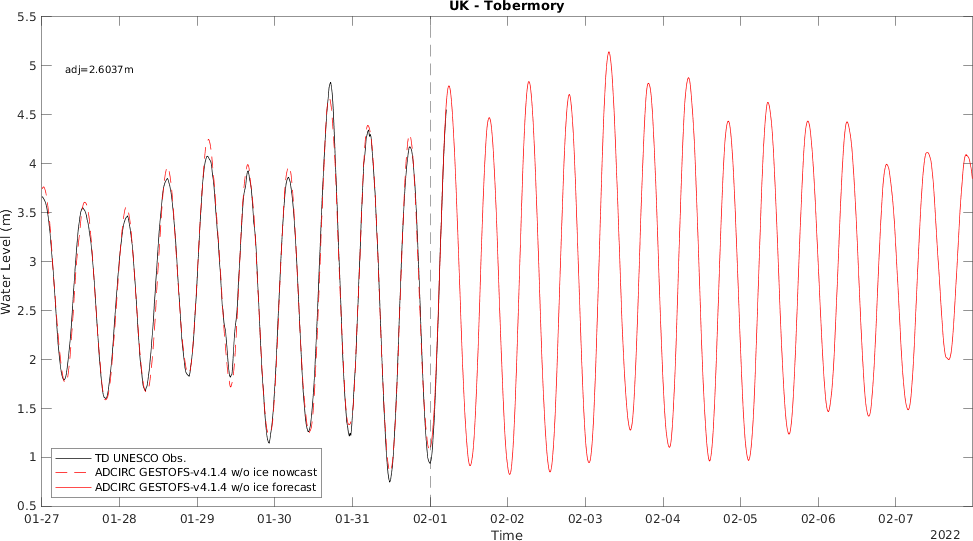 UK - Tobermory
adj=2.6037m
Water Level (m)
5.5
5
4.5
4
3.5
3
2.5
2
1.5
1
0.5
TD UNESCO Obs.
ADCIRC GESTOFS-v4.1.4 w/o ice nowcast
ADCIRC GESTOFS-v4.1.4 w/o ice forecast
01-27 01-28 01-29 01-30 01-31 02-01 02-02 02-03 02-04 02-05 02-06 02-07
Time
2022